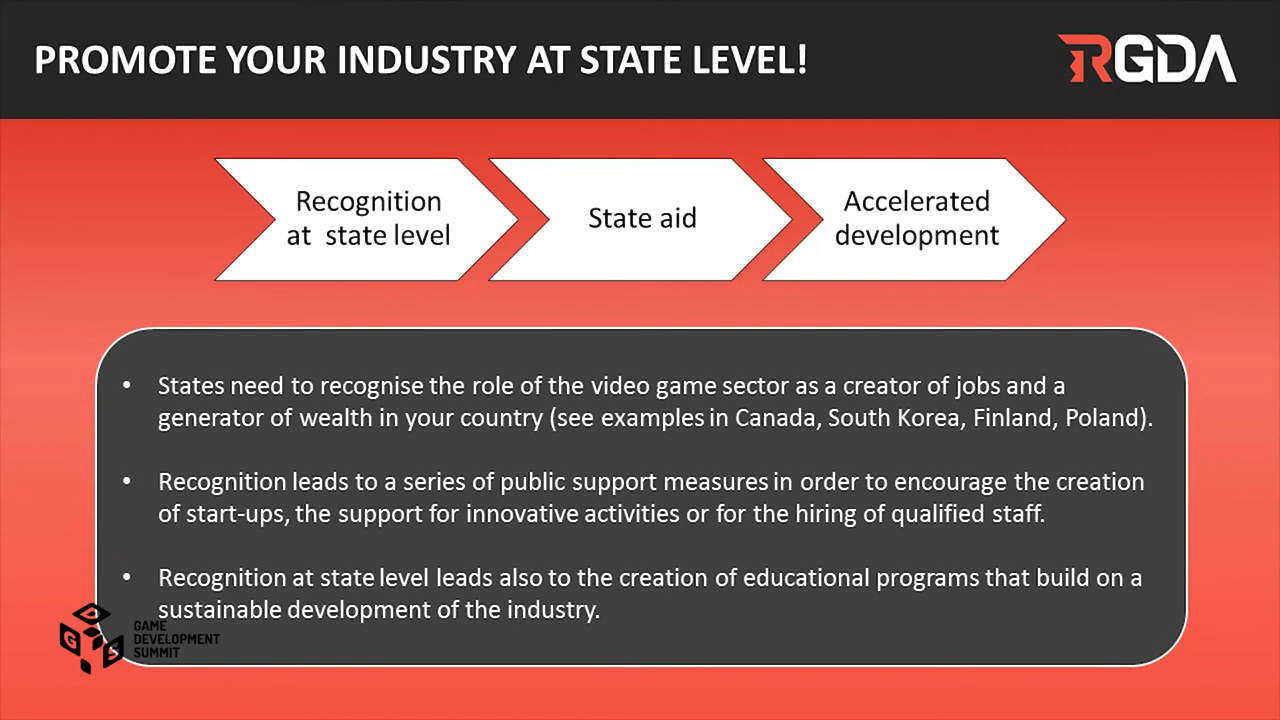 PROMOTE YOUR INDUSTRY AT STATE LEVEL!
RGDA
Recognition
at state level
State aid
Accelerated
development
• States need to recognise the role of the video game sector as a creator of jobs and a
generator of wealth in your country (see examples in Canada, South Korea, Finland, Poland).
• Recognition leads to a series of public support measures in order to encourage the creation
of start-ups, the support for innovative activities or for the hiring of qualified staff.
• Recognition at state level leads also to the creation of educational programs that build on a
sustainable development of the industry.
GDS
GAME
DEVELOPMENT
SUMMIT